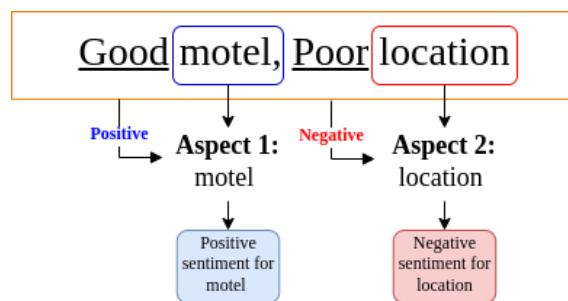 Good motel, Poor location
Positive
Negative
Aspect 1:
motel
Aspect 2:
location
Positive
sentiment for
motel
Negative
sentiment for
location